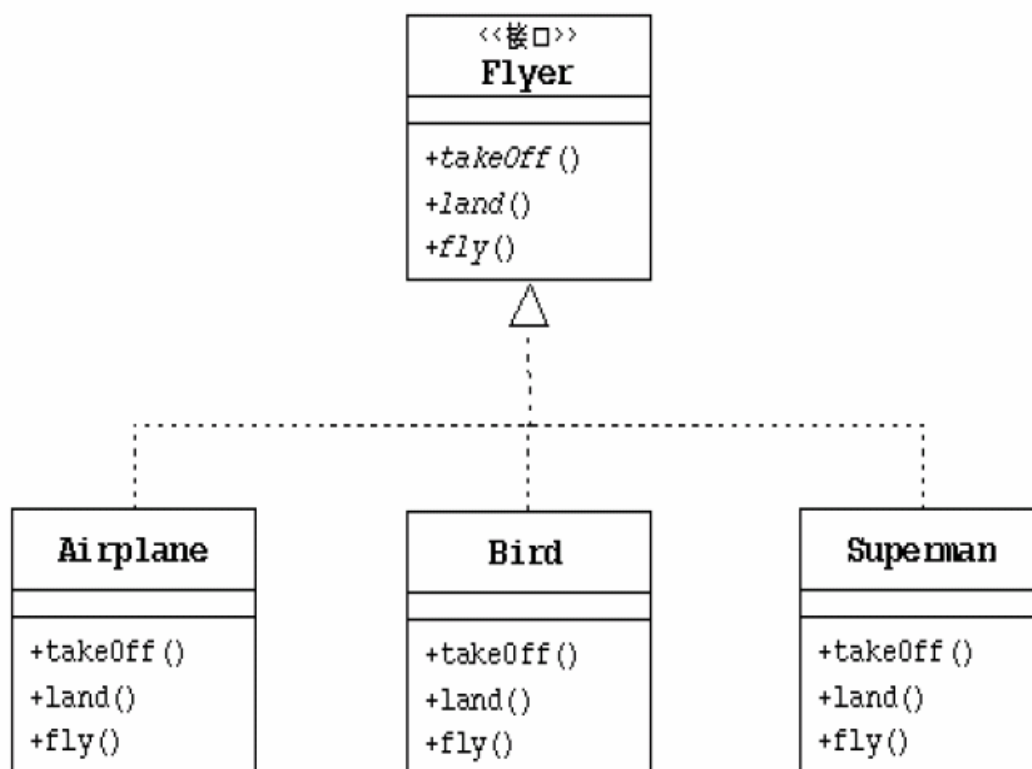 <<接口>>
Flyer
+takeOff()
+land()
+fly()
Airplane
+takeOff()
+land()
+fly()
Bird
+takeOff()
+land()
+fly()
Superman
+takeOff()
+land()
+fly()